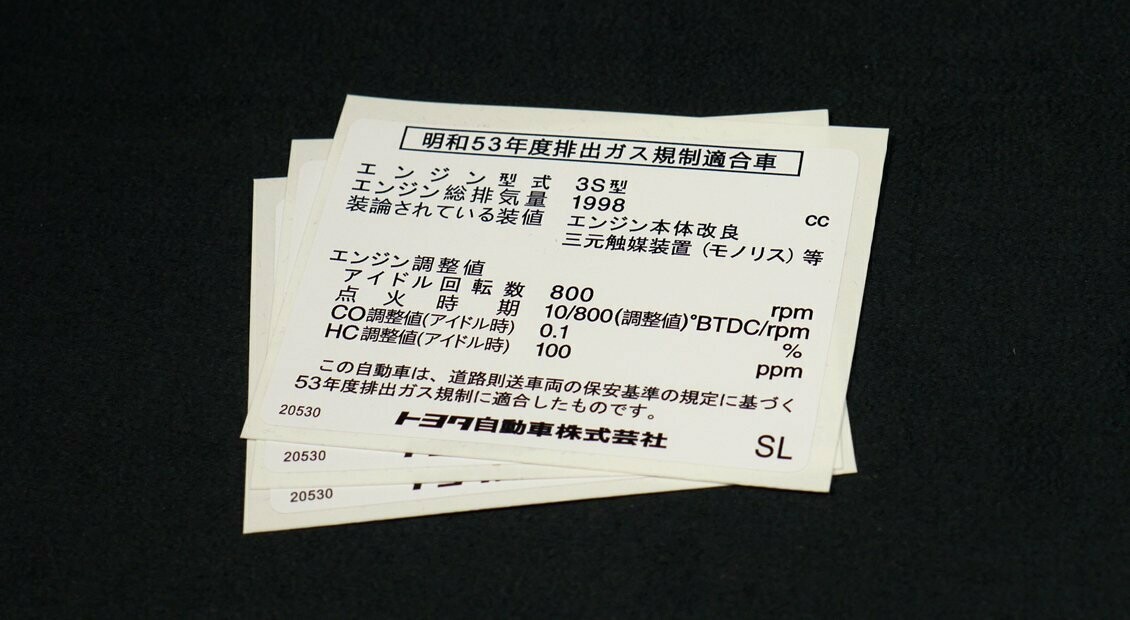 明和53年度排出ガス規制適合車
エンジン型式 3S型
エンジン総排気量 1998 cc
装論されている装値 エンジン本体改良
三元触媒装置(モノリス)等
エンジン調整値
アイドル回転数 800 rpm
点火時期 10/800(調整値)°BTDC/rpm
CO調整値(アイドル時) 0.1 %
HC調整値(アイドル時) 100 ppm
この自動車は、道路則送車両の保安基準の規定に基づく
53年度排出ガス規制に適合したものです。
20530 トヨタ自動車株式芸社 SL
20530
20530